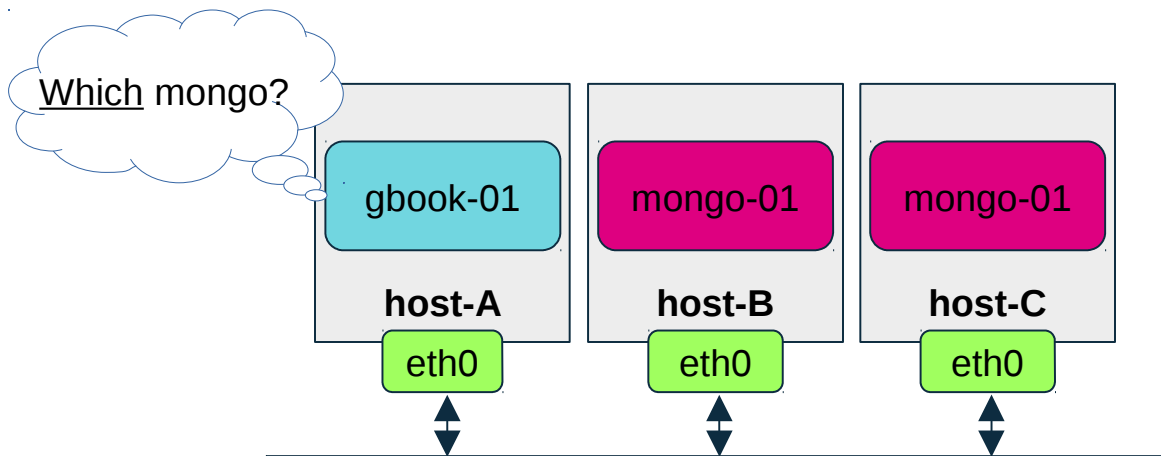 Which mongo?
gbook-01
mongo-01
mongo-01
host-A
host-B
host-C
eth0
eth0
eth0